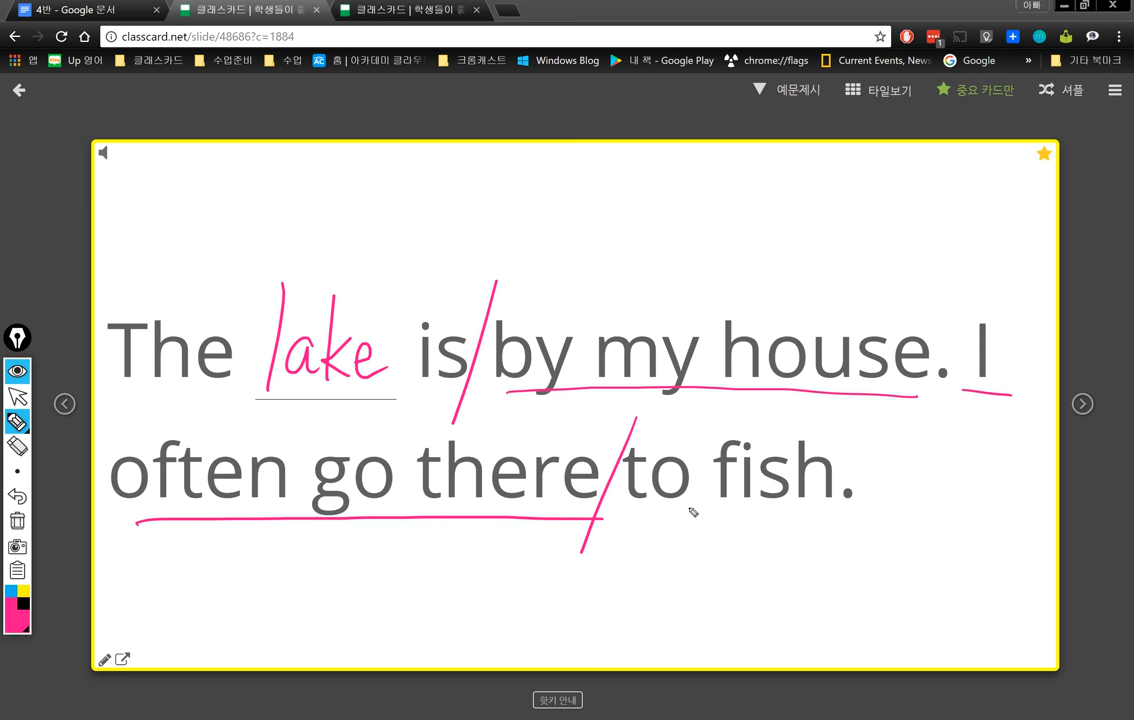 4반 - Google 문서
클래스카드 | 학생들이 줄
클래스카드 | 학생들이 줄
아빠
classcard.net/slide/48686?c=1884
1
앱
Up 영어
클래스카드
수업준비
수업
홈 | 아카데미 클라우
크롬캐스트
Windows Blog
내 책 - Google Play
chrome://flags
Current Events, News
Google
»
기타 북마크
예문제시
타일보기
중요 카드만
셔플
The lake is / by my house. I
often go there / to fish.
핫키 안내